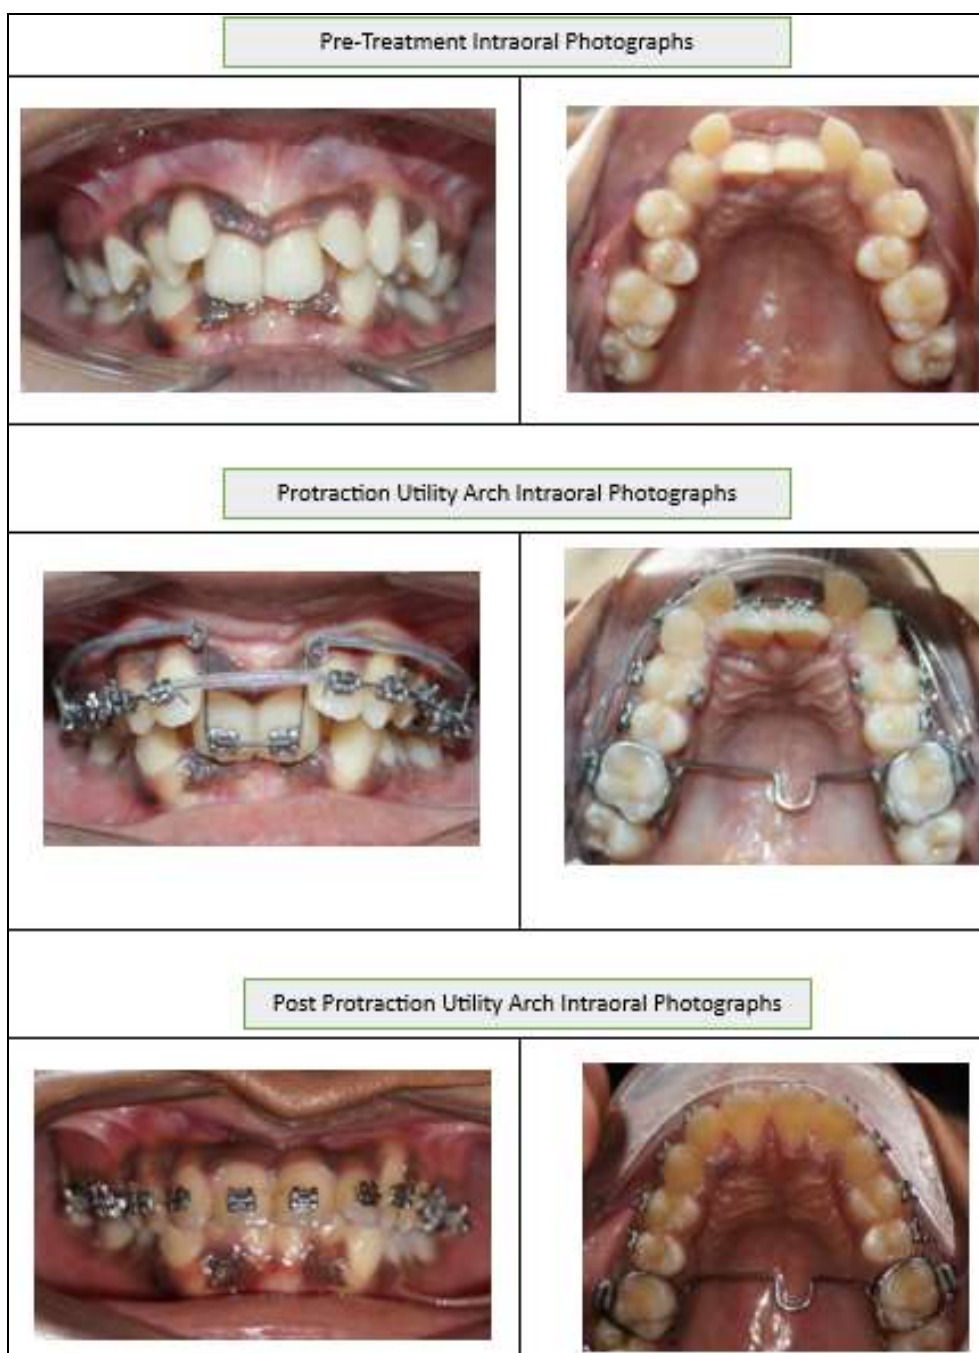 Pre-Treatment Intraoral Photographs
Protraction Utility Arch Intraoral Photographs
Post Protraction Utility Arch Intraoral Photographs